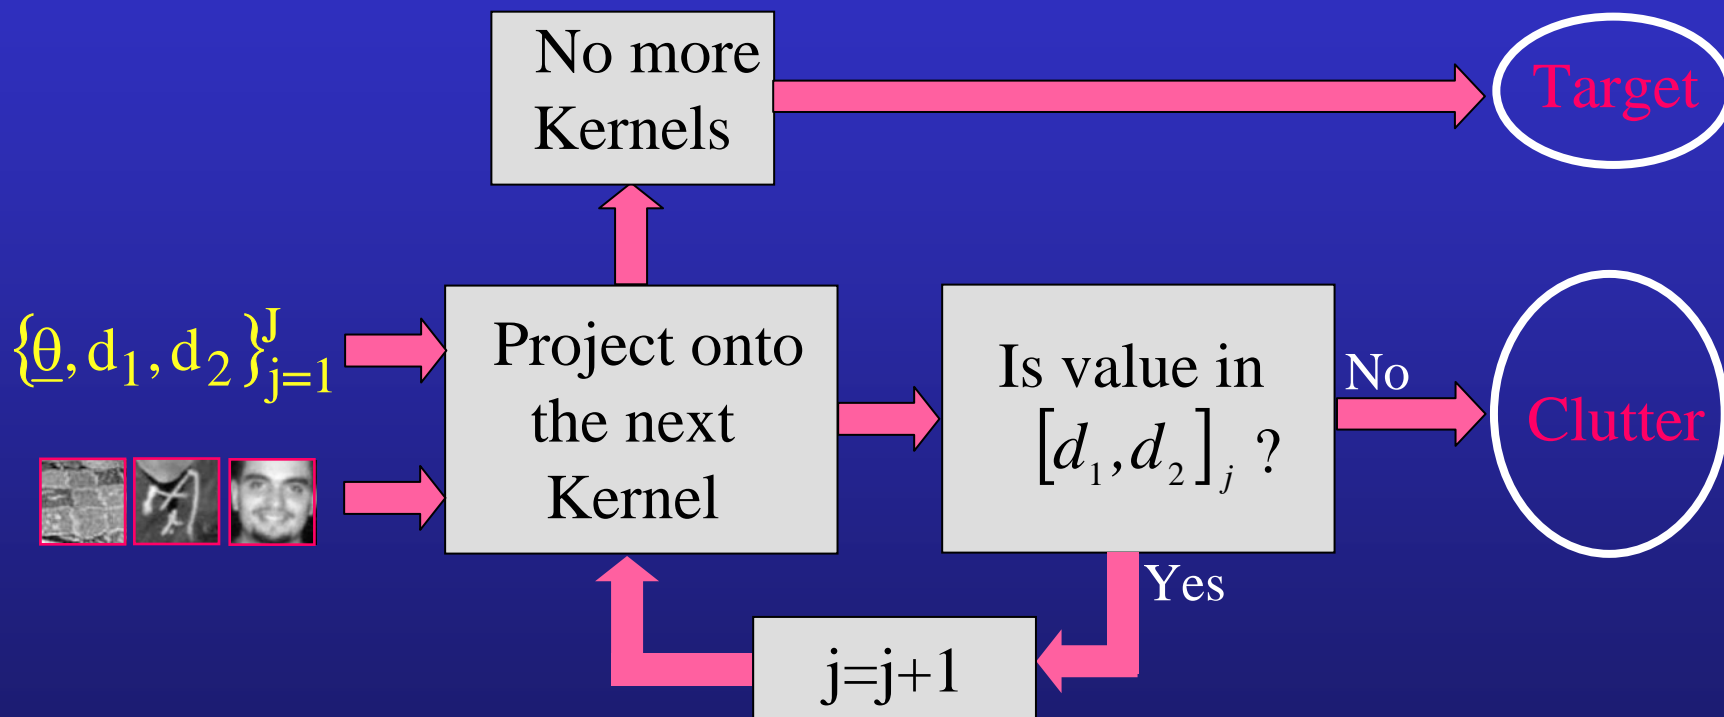 No more
Kernels
Target
{θ, d1, d2}J j=1
Project onto
the next
Kernel
Is value in
[d1, d2]j ?
No
Clutter
Yes
j=j+1